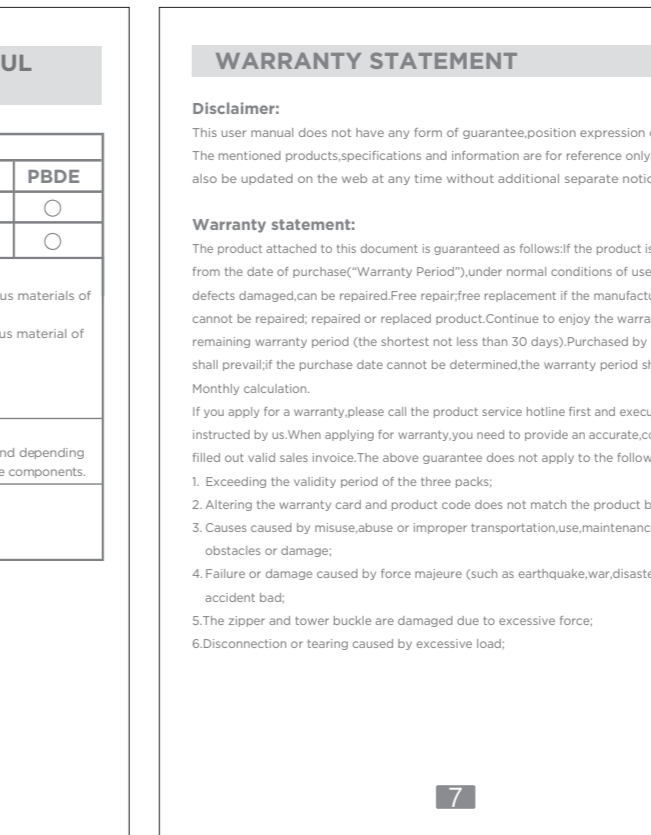 UL
PBDE
○
○
us materials of
us material of
nd depending
e components.
WARRANTY STATEMENT
Disclaimer:
This user manual does not have any form of guarantee,position expression
The mentioned products,specifications and information are for reference only
also be updated on the web at any time without additional separate notic
Warranty statement:
The product attached to this document is guaranteed as follows:If the product is
from the date of purchase(“Warranty Period”),under normal conditions of use
defects damaged,can be repaired.Free repair;free replacement if the manufactu
cannot be repaired; repaired or replaced product.Continue to enjoy the warra
remaining warranty period (the shortest not less than 30 days).Purchased by
shall prevail;if the purchase date cannot be determined,the warranty period sh
Monthly calculation.
If you apply for a warranty,please call the product service hotline first and execu
instructed by us.When applying for warranty,you need to provide an accurate,co
filled out valid sales invoice.The above guarantee does not apply to the follow
1. Exceeding the validity period of the three packs;
2. Altering the warranty card and product code does not match the product b
3. Causes caused by misuse,abuse or improper transportation,use,maintenance
obstacles or damage;
4. Failure or damage caused by force majeure (such as earthquake,war,disaste
accident bad;
5.The zipper and tower buckle are damaged due to excessive force;
6.Disconnection or tearing caused by excessive load;
7